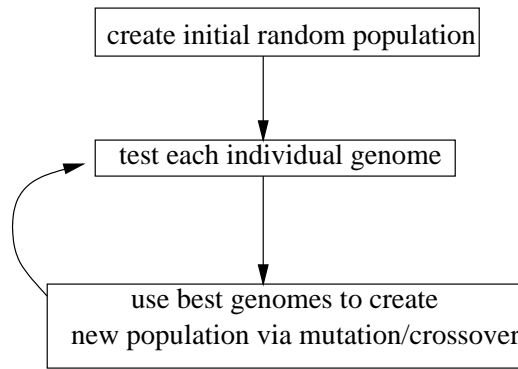 create initial random population
test each individual genome
use best genomes to create
new population via mutation/crossover